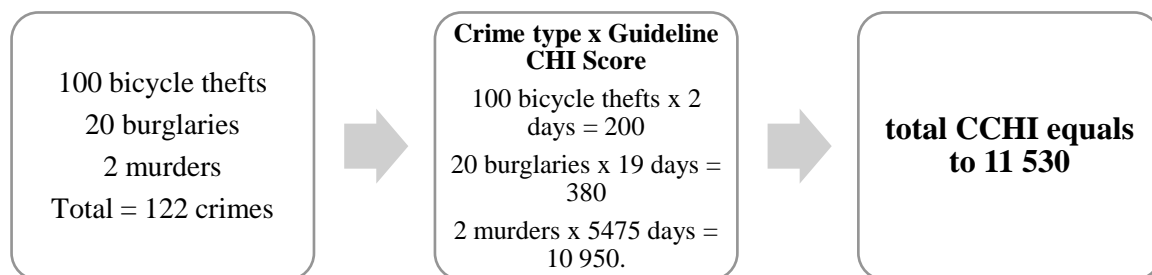 100 bicycle thefts
20 burglaries
2 murders
Total = 122 crimes
Crime type x Guideline
CHI Score
100 bicycle thefts x 2
days = 200
20 burglaries x 19 days =
380
2 murders x 5475 days =
10 950.
total CCHI equals
to 11 530